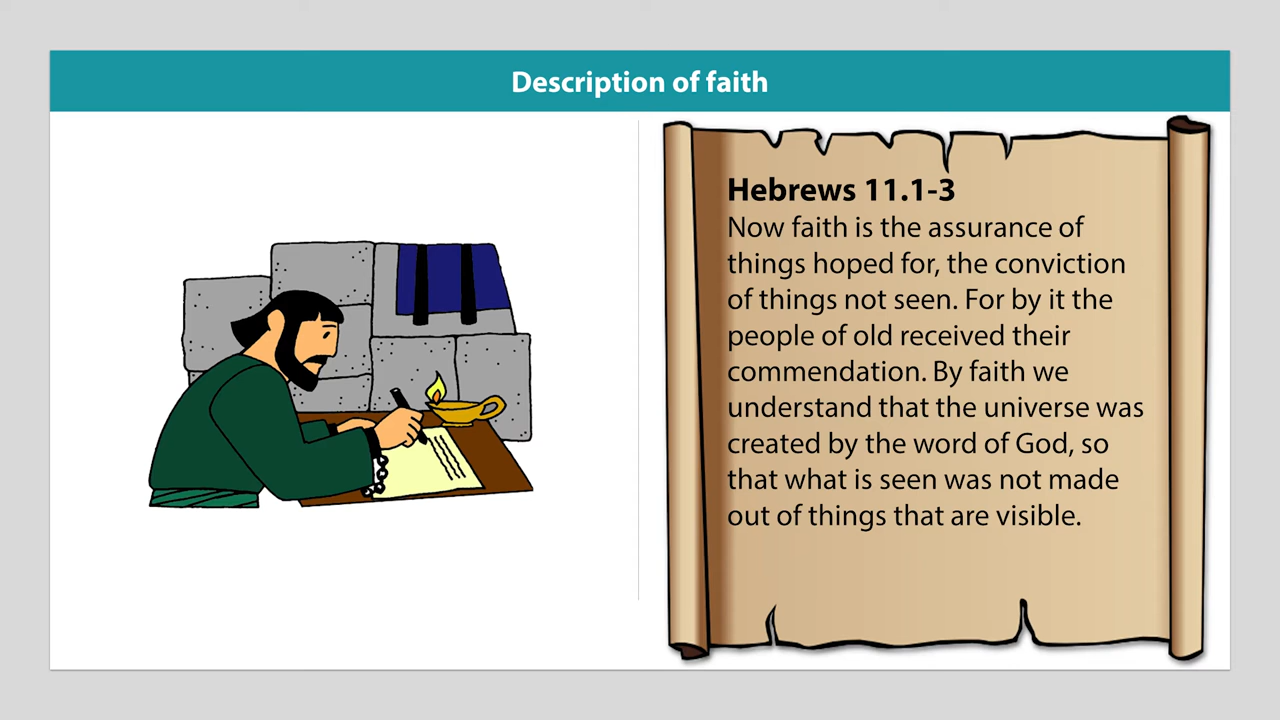 Description of faith
Hebrews 11.1-3
Now faith is the assurance of
things hoped for, the conviction
of things not seen. For by it the
people of old received their
commendation. By faith we
understand that the universe was
created by the word of God, so
that what is seen was not made
out of things that are visible.